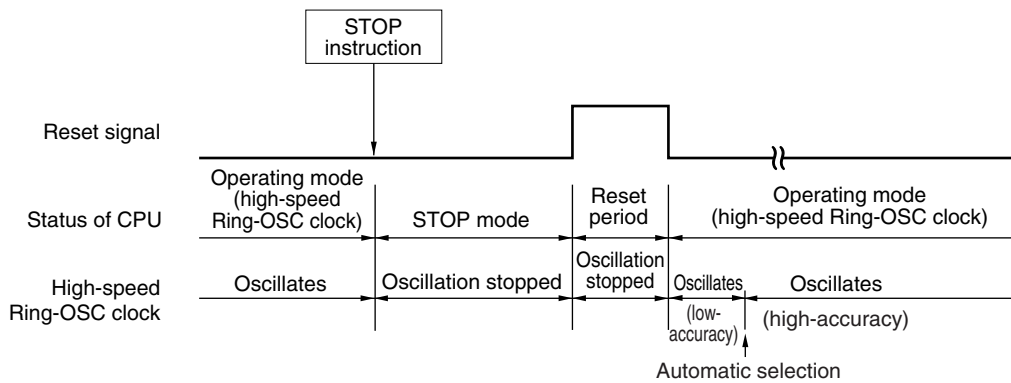 STOP
instruction
Reset signal
Operating mode
(high-speed
Ring-OSC clock)
Reset
period
Operating mode
(high-speed Ring-OSC clock)
Status of CPU
STOP mode
High-speed
Ring-OSC clock
Oscillates
Oscillation stopped
Oscillation
stopped
Oscillates
(low-
accuracy)
Oscillates
(high-accuracy)
Automatic selection